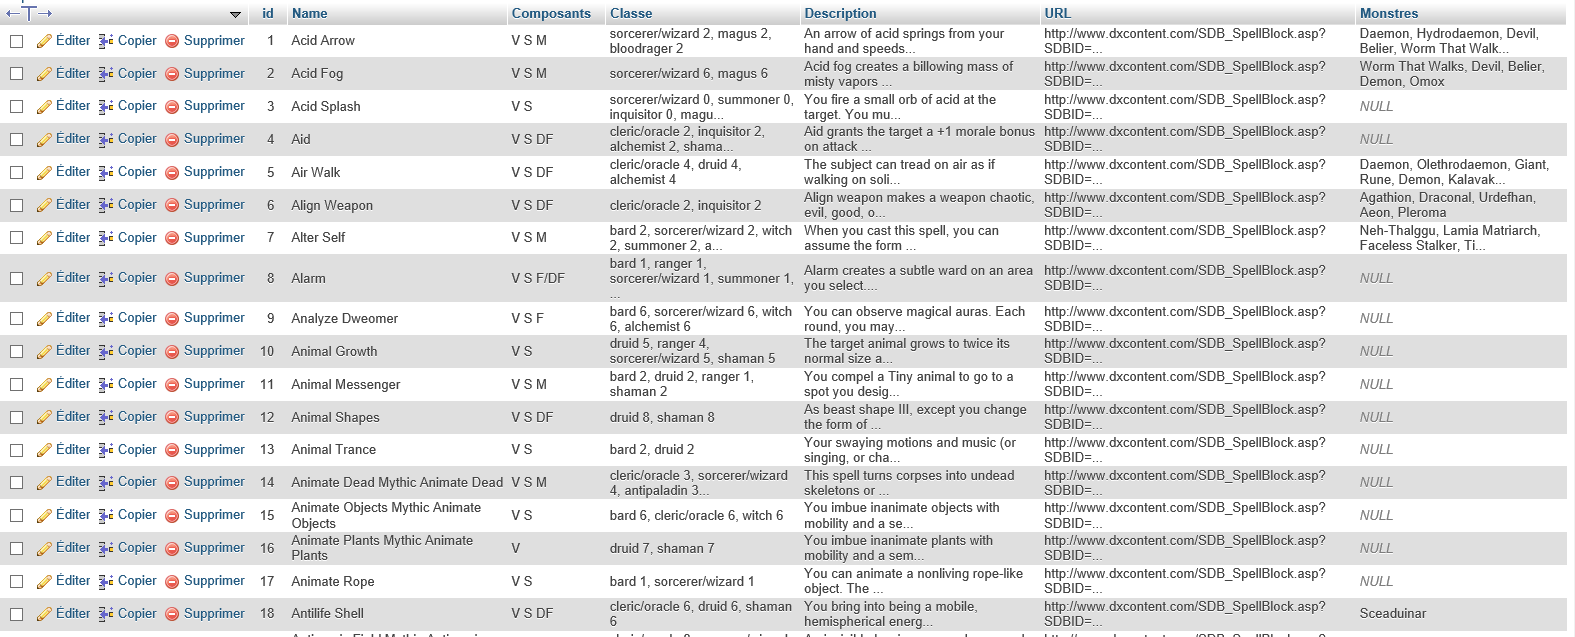 id Name Composants Classe Description URL Monstres
Éditer Copier Supprimer 1 Acid Arrow V S M sorcerer/wizard 2, magus 2, bloodrager 2 An arrow of acid springs from your hand and speeds... http://www.dxcontent.com/SDB_SpellBlock.asp?SDBID=... Daemon, Hydrodaemon, Devil, Belier, Worm That Walk...
Éditer Copier Supprimer 2 Acid Fog V S M sorcerer/wizard 6, magus 6 Acid fog creates a billowing mass of misty vapors ... http://www.dxcontent.com/SDB_SpellBlock.asp?SDBID=... Worm That Walks, Devil, Belier, Demon, Omox
Éditer Copier Supprimer 3 Acid Splash V S sorcerer/wizard 0, summoner 0, inquisitor 0, magu... You fire a small orb of acid at the target. You mu... http://www.dxcontent.com/SDB_SpellBlock.asp?SDBID=... NULL
Éditer Copier Supprimer 4 Aid V S DF cleric/oracle 2, inquisitor 2, alchemist 2, shama... Aid grants the target a +1 morale bonus on attack ... http://www.dxcontent.com/SDB_SpellBlock.asp?SDBID=... NULL
Éditer Copier Supprimer 5 Air Walk V S DF cleric/oracle 4, druid 4, alchemist 4 The subject can tread on air as if walking on soli... http://www.dxcontent.com/SDB_SpellBlock.asp?SDBID=... Daemon, Olethrodaemon, Giant, Rune, Demon, Kalavak...
Éditer Copier Supprimer 6 Align Weapon V S DF cleric/oracle 2, inquisitor 2 Align weapon makes a weapon chaotic, evil, good, o... http://www.dxcontent.com/SDB_SpellBlock.asp?SDBID=... Agathion, Draconal, Urdefhan, Aeon, Pleroma
Éditer Copier Supprimer 7 Alter Self V S M bard 2, sorcerer/wizard 2, witch 2, summoner 2, a... When you cast this spell, you can assume the form ... http://www.dxcontent.com/SDB_SpellBlock.asp?SDBID=... Neh-Thalggu, Lamia Matriarch, Faceless Stalker, Ti...
Éditer Copier Supprimer 8 Alarm V S F/DF bard 1, ranger 1, sorcerer/wizard 1, summoner 1, ... Alarm creates a subtle ward on an area you select.... http://www.dxcontent.com/SDB_SpellBlock.asp?SDBID=... NULL
Éditer Copier Supprimer 9 Analyze Dweomer V S F bard 6, sorcerer/wizard 6, witch 6, alchemist 6 You can observe magical auras. Each round, you may... http://www.dxcontent.com/SDB_SpellBlock.asp?SDBID=... NULL
Éditer Copier Supprimer 10 Animal Growth V S druid 5, ranger 4, sorcerer/wizard 5, shaman 5 The target animal grows to twice its normal size a... http://www.dxcontent.com/SDB_SpellBlock.asp?SDBID=... NULL
Éditer Copier Supprimer 11 Animal Messenger V S M bard 2, druid 2, ranger 1, shaman 2 You compel a Tiny animal to go to a spot you desig... http://www.dxcontent.com/SDB_SpellBlock.asp?SDBID=... NULL
Éditer Copier Supprimer 12 Animal Shapes V S DF druid 8, shaman 8 As beast shape III, except you change the form of ... http://www.dxcontent.com/SDB_SpellBlock.asp?SDBID=... NULL
Éditer Copier Supprimer 13 Animal Trance V S bard 2, druid 2 Your swaying motions and music (or singing, or cha... http://www.dxcontent.com/SDB_SpellBlock.asp?SDBID=... NULL
Éditer Copier Supprimer 14 Animate Dead Mythic Animate Dead V S M cleric/oracle 3, sorcerer/wizard 4, antipaladin 3... This spell turns corpses into undead skeletons or ... http://www.dxcontent.com/SDB_SpellBlock.asp?SDBID=... NULL
Éditer Copier Supprimer 15 Animate Objects Mythic Animate Objects V S bard 6, cleric/oracle 6, witch 6 You imbue inanimate objects with mobility and a se... http://www.dxcontent.com/SDB_SpellBlock.asp?SDBID=... NULL
Éditer Copier Supprimer 16 Animate Plants Mythic Animate Plants V druid 7, shaman 7 You imbue inanimate plants with mobility and a sem... http://www.dxcontent.com/SDB_SpellBlock.asp?SDBID=... NULL
Éditer Copier Supprimer 17 Animate Rope V S bard 1, sorcerer/wizard 1 You can animate a nonliving rope-like object. The ... http://www.dxcontent.com/SDB_SpellBlock.asp?SDBID=... NULL
Éditer Copier Supprimer 18 Antilife Shell V S DF cleric/oracle 6, druid 6, shaman 6 You bring into being a mobile, hemispherical energ... http://www.dxcontent.com/SDB_SpellBlock.asp?SDBID=... Sceaduinar